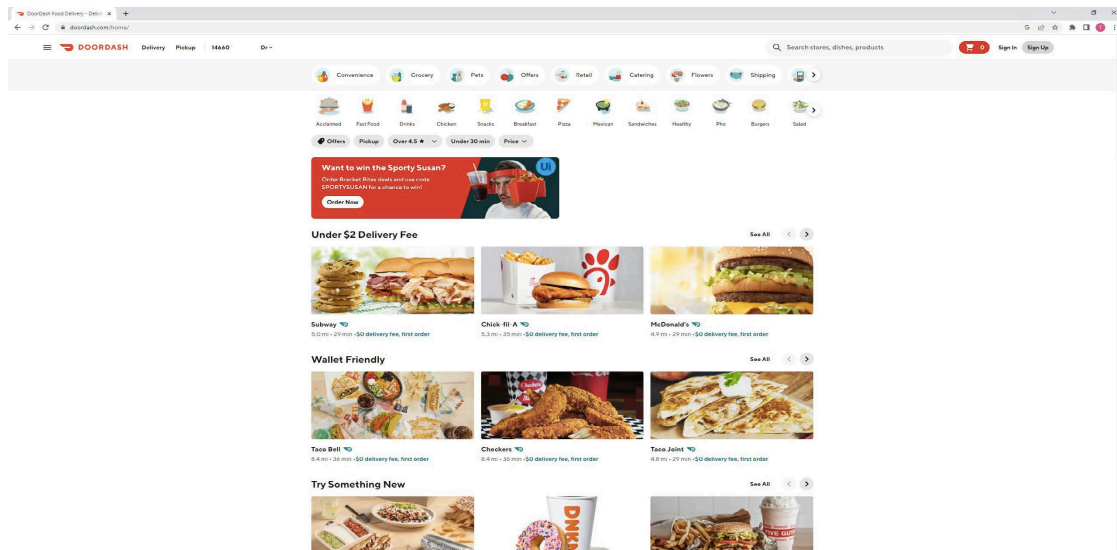 DoorDash Food Delivery - Deliv
doordash.com/home/
DOORDASH Delivery Pickup 14660 Dr
Search stores, dishes, products
0 Sign In Sign Up
Convenience Grocery Pets Offers Retail Catering Flowers Shipping
Acclaimed Fast Food Drinks Chicken Snacks Breakfast Pizza Mexican Sandwiches Healthy Pho Burgers Salad
Offers Pickup Over 4.5 ★ Under 30 min Price
Want to win the Sporty Susan?
Order Bracket Bites deals and use code
SPORTYSUSAN for a chance to win!
Order Now
Ui
Under $2 Delivery Fee See All
Subway Chick-fil-A McDonald's
5.0 mi • 29 min • $0 delivery fee, first order 5.3 mi • 35 min • $0 delivery fee, first order 4.9 mi • 29 min • $0 delivery fee, first order
Wallet Friendly See All
Checkers
Taco Bell Checkers Taco Joint
8.4 mi • 36 min • $0 delivery fee, first order 8.4 mi • 36 min • $0 delivery fee, first order 4.8 mi • 29 min • $0 delivery fee, first order
Try Something New See All
DNK
FIVE GUYS